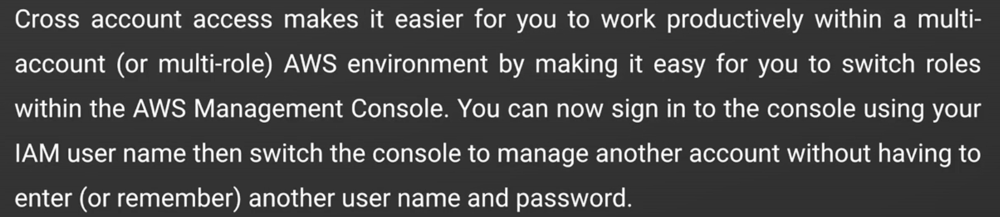 Cross account access makes it easier for you to work productively within a multi-
account (or multi-role) AWS environment by making it easy for you to switch roles
within the AWS Management Console. You can now sign in to the console using your
IAM user name then switch the console to manage another account without having to
enter (or remember) another user name and password.